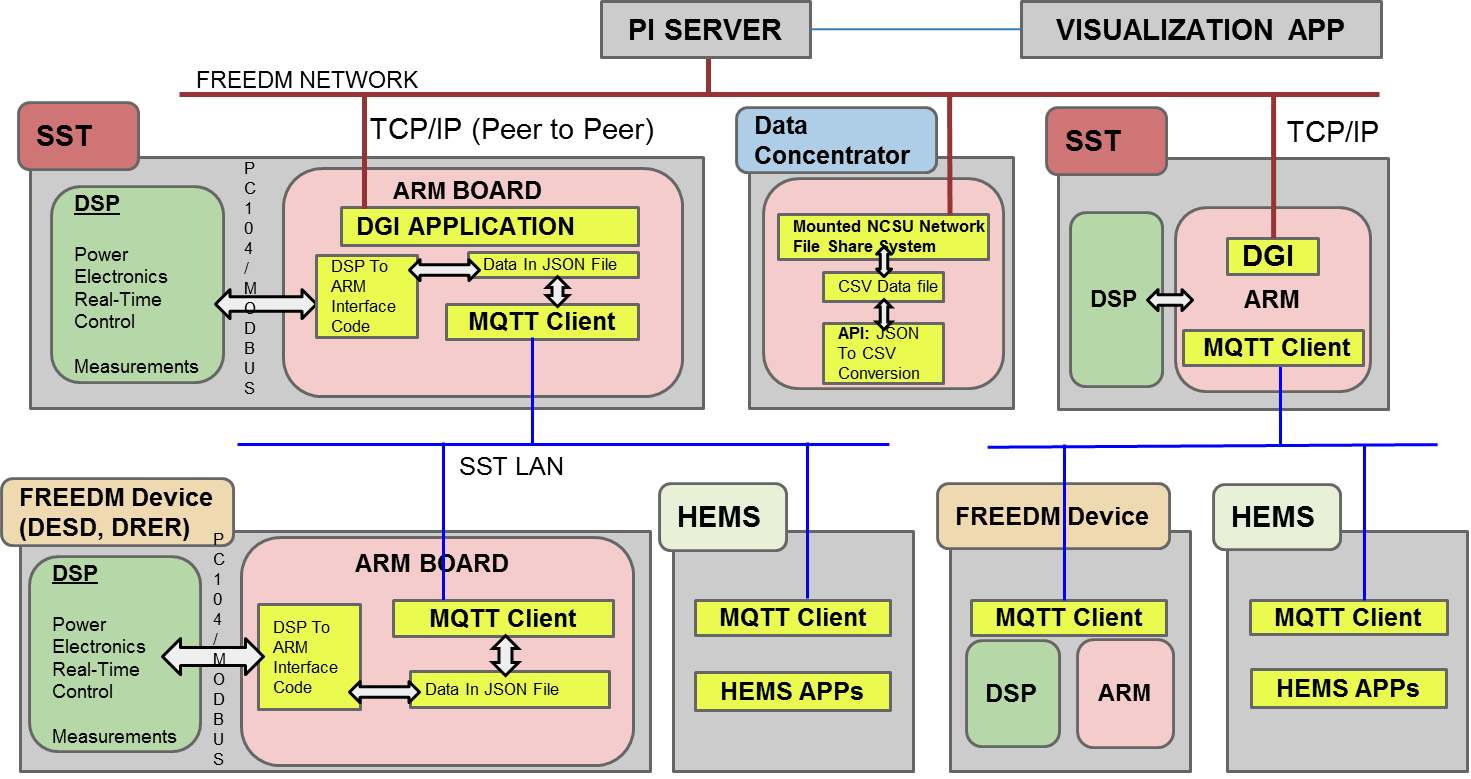 PI SERVER
VISUALIZATION APP
FREEDM NETWORK
SST
TCP/IP (Peer to Peer)
DSP
Power
Electronics
Real-Time
Control
Measurements
PC104/MODBUS
ARM BOARD
DGI APPLICATION
DSP To
ARM
Interface
Code
Data In JSON File
MQTT Client
Data
Concentrator
Mounted NCSU Network
File Share System
CSV Data file
API: JSON
To CSV
Conversion
SST
TCP/IP
DSP
DGI
ARM
MQTT Client
SST LAN
FREEDM Device
(DESD, DRER)
DSP
Power
Electronics
Real-Time
Control
Measurements
PC104/MODBUS
ARM BOARD
MQTT Client
DSP To
ARM
Interface
Code
Data In JSON File
HEMS
MQTT Client
HEMS APPs
FREEDM Device
MQTT Client
DSP
ARM
HEMS
MQTT Client
HEMS APPs